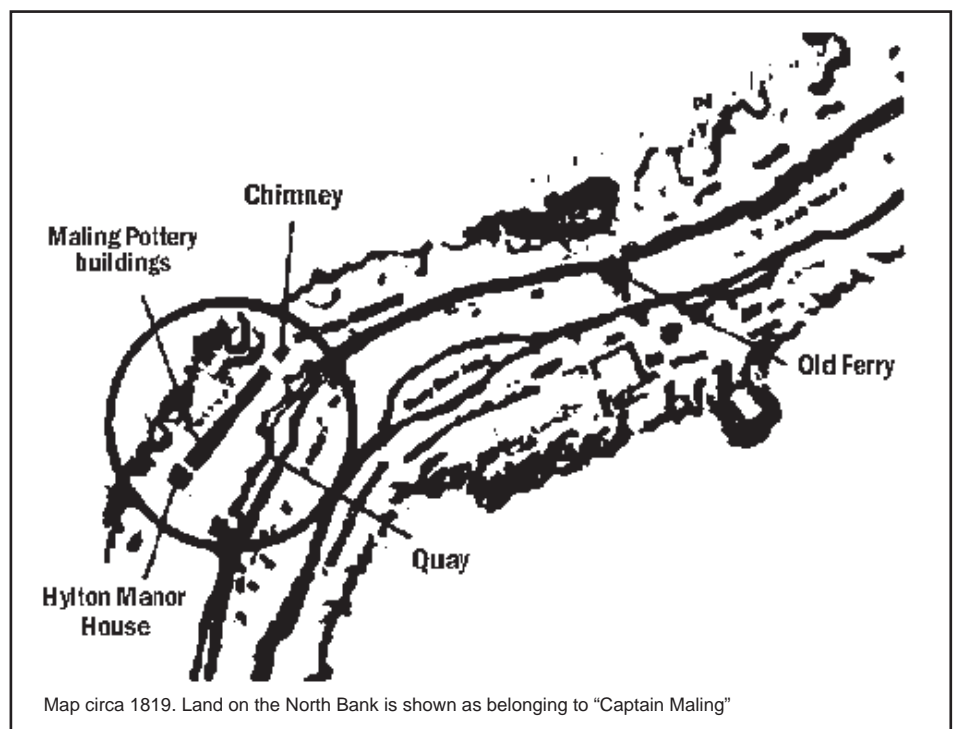 Chimney
Maling Pottery
buildings
Old Ferry
Quay
Hylton Manor
House
Map circa 1819. Land on the North Bank is shown as belonging to “Captain Maling”